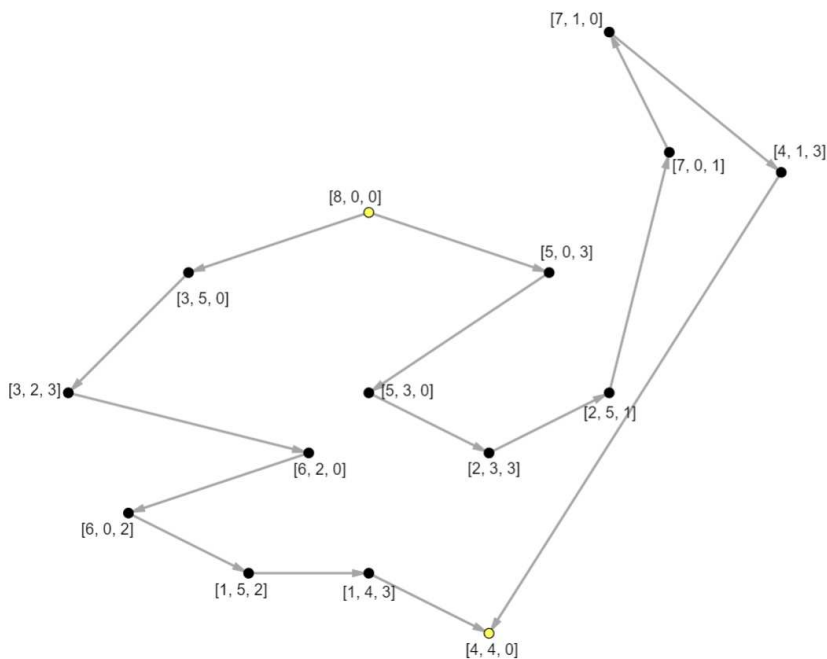 [7, 1, 0]
[4, 1, 3]
[7, 0, 1]
[8, 0, 0]
[5, 0, 3]
[3, 5, 0]
[3, 2, 3]
[5, 3, 0]
[2, 5, 1]
[6, 2, 0]
[2, 3, 3]
[6, 0, 2]
[1, 5, 2]
[1, 4, 3]
[4, 4, 0]